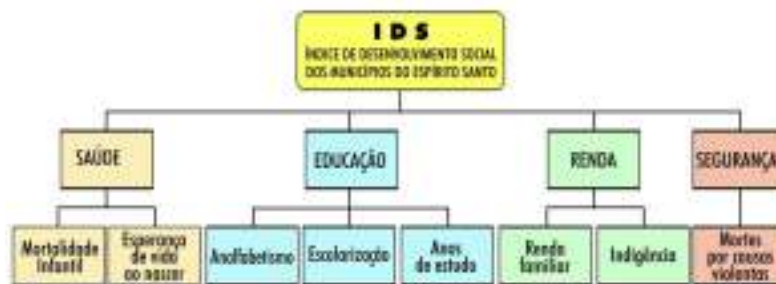 IDS
ÍNDICE DE DESENVOLVIMENTO SOCIAL
DOS MUNICÍPIOS DO ESPÍRITO SANTO
SAÚDE
EDUCAÇÃO
RENDA
SEGURANÇA
Mortalidade
Infantil
Esperança
de vida
ao nascer
Analfabetismo
Escolarização
Anos
de estudo
Renda
familiar
Indigência
Mortes
por causas
violentas